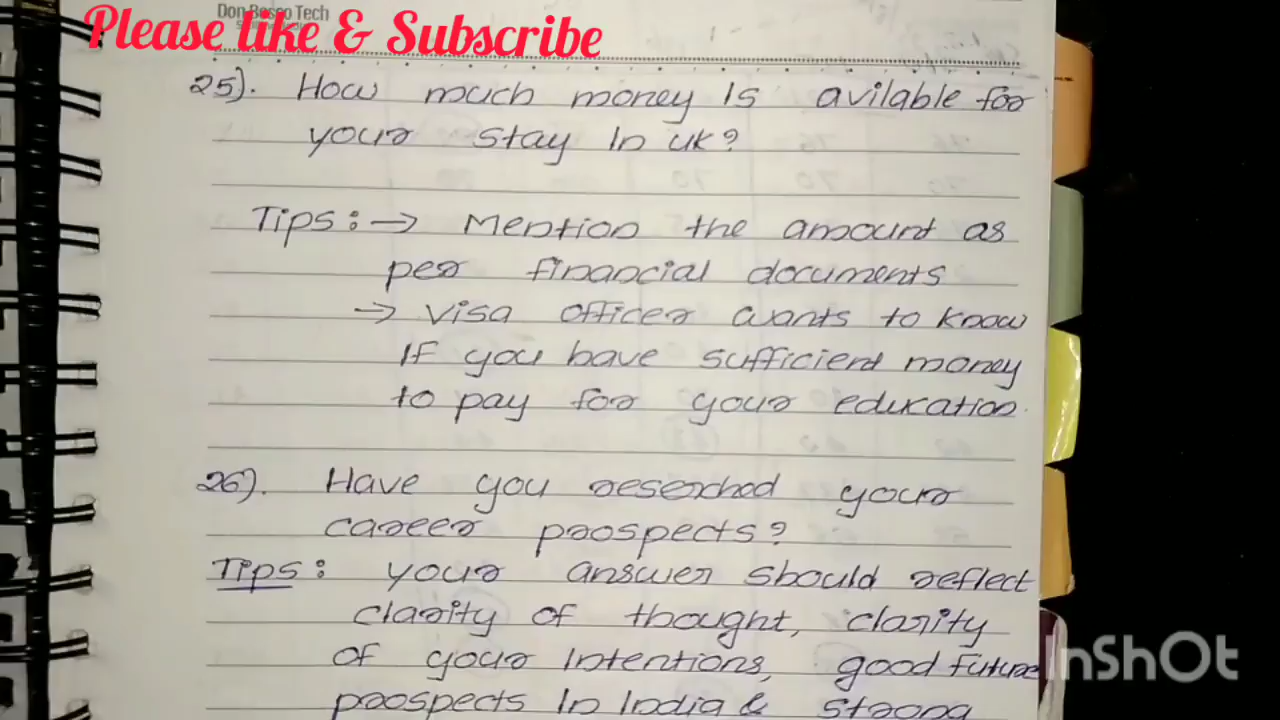 Don Bosco Tech
Please like & Subscribe
25). How much money Is avilable for
your stay In uk?
Tips: → Mention the amount as
per financial documents
→ visa officer wants to know
If you have sufficient money
to pay for your education.
26). Have you reserched your
career prospects?
Tips: your answer should reflect
clarity of thought, clarity
of your Intentions, good future
prospects In India & strong
InShOt